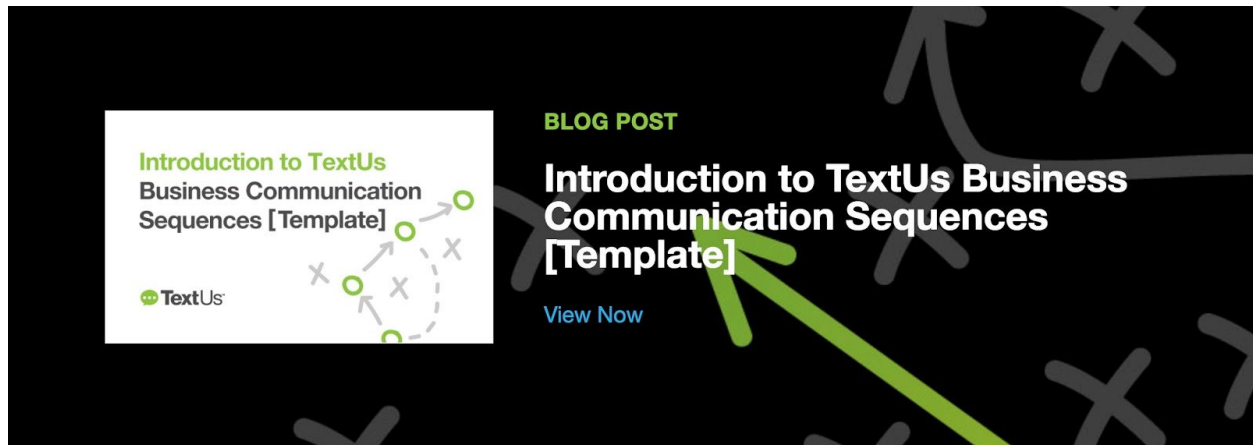 Introduction to TextUs
Business Communication
Sequences [Template]
TextUs
BLOG POST
Introduction to TextUs Business
Communication Sequences
[Template]
View Now